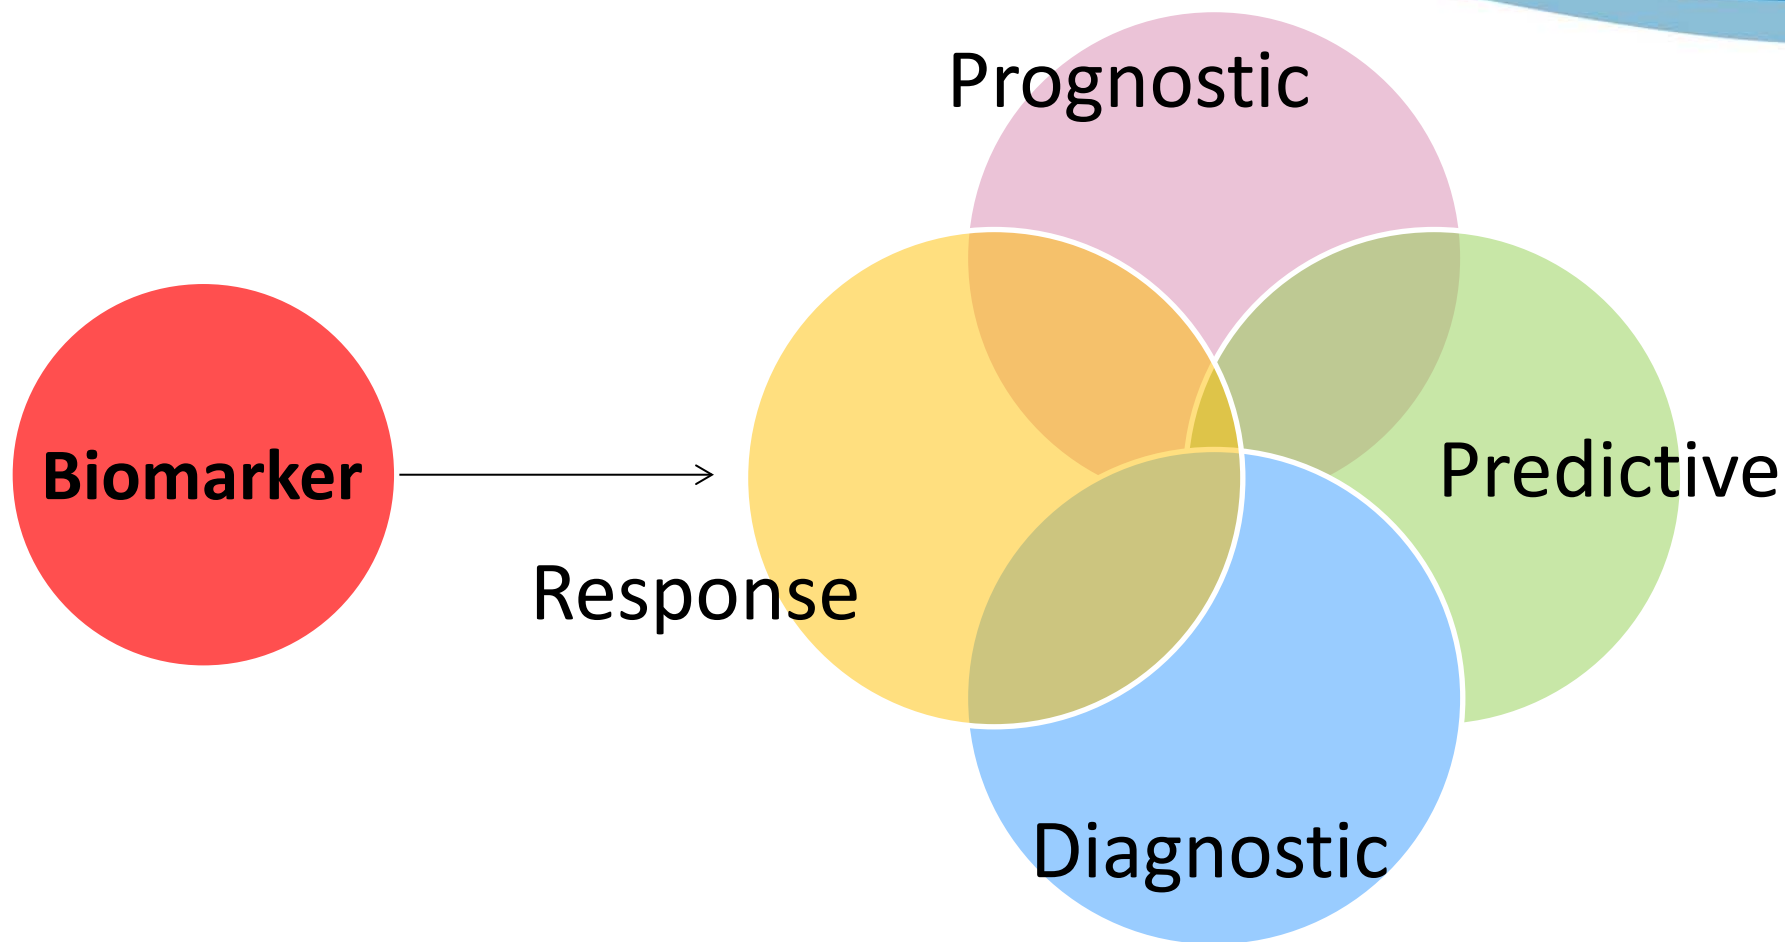 Prognostic
Biomarker
Predictive
Response
Diagnostic